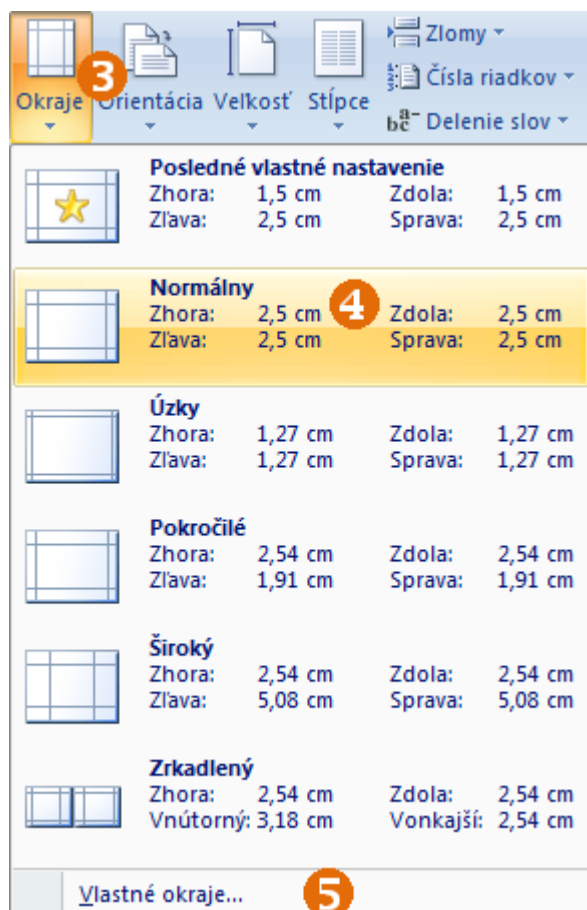 Zlomy
Čísla riadkov
Delenie slov
Okraje 3 Orientácia Veľkosť Stĺpce
Posledné vlastné nastavenie
Zhora: 1,5 cm Zdola: 1,5 cm
Zľava: 2,5 cm Sprava: 2,5 cm
Normálny
Zhora: 2,5 cm 4 Zdola: 2,5 cm
Zľava: 2,5 cm Sprava: 2,5 cm
Úzky
Zhora: 1,27 cm Zdola: 1,27 cm
Zľava: 1,27 cm Sprava: 1,27 cm
Pokročilé
Zhora: 2,54 cm Zdola: 2,54 cm
Zľava: 1,91 cm Sprava: 1,91 cm
Široký
Zhora: 2,54 cm Zdola: 2,54 cm
Zľava: 5,08 cm Sprava: 5,08 cm
Zrkadlený
Zhora: 2,54 cm Zdola: 2,54 cm
Vnútorný: 3,18 cm Vonkajší: 2,54 cm
Vlastné okraje... 5